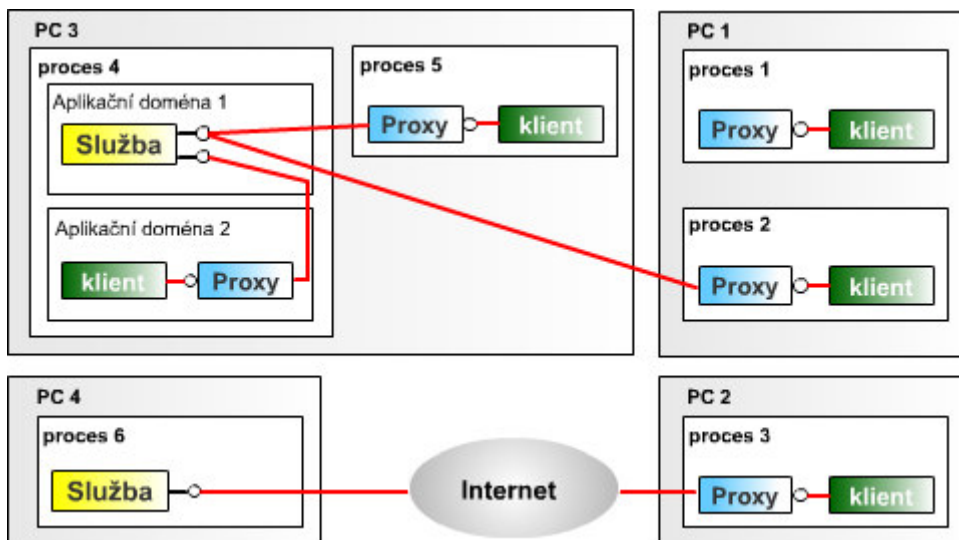 PC 3
proces 4
Aplikační doména 1
Služba
Aplikační doména 2
klient
Proxy
proces 5
Proxy
klient
PC 1
proces 1
Proxy
klient
proces 2
Proxy
klient
PC 4
proces 6
Služba
Internet
PC 2
proces 3
Proxy
klient